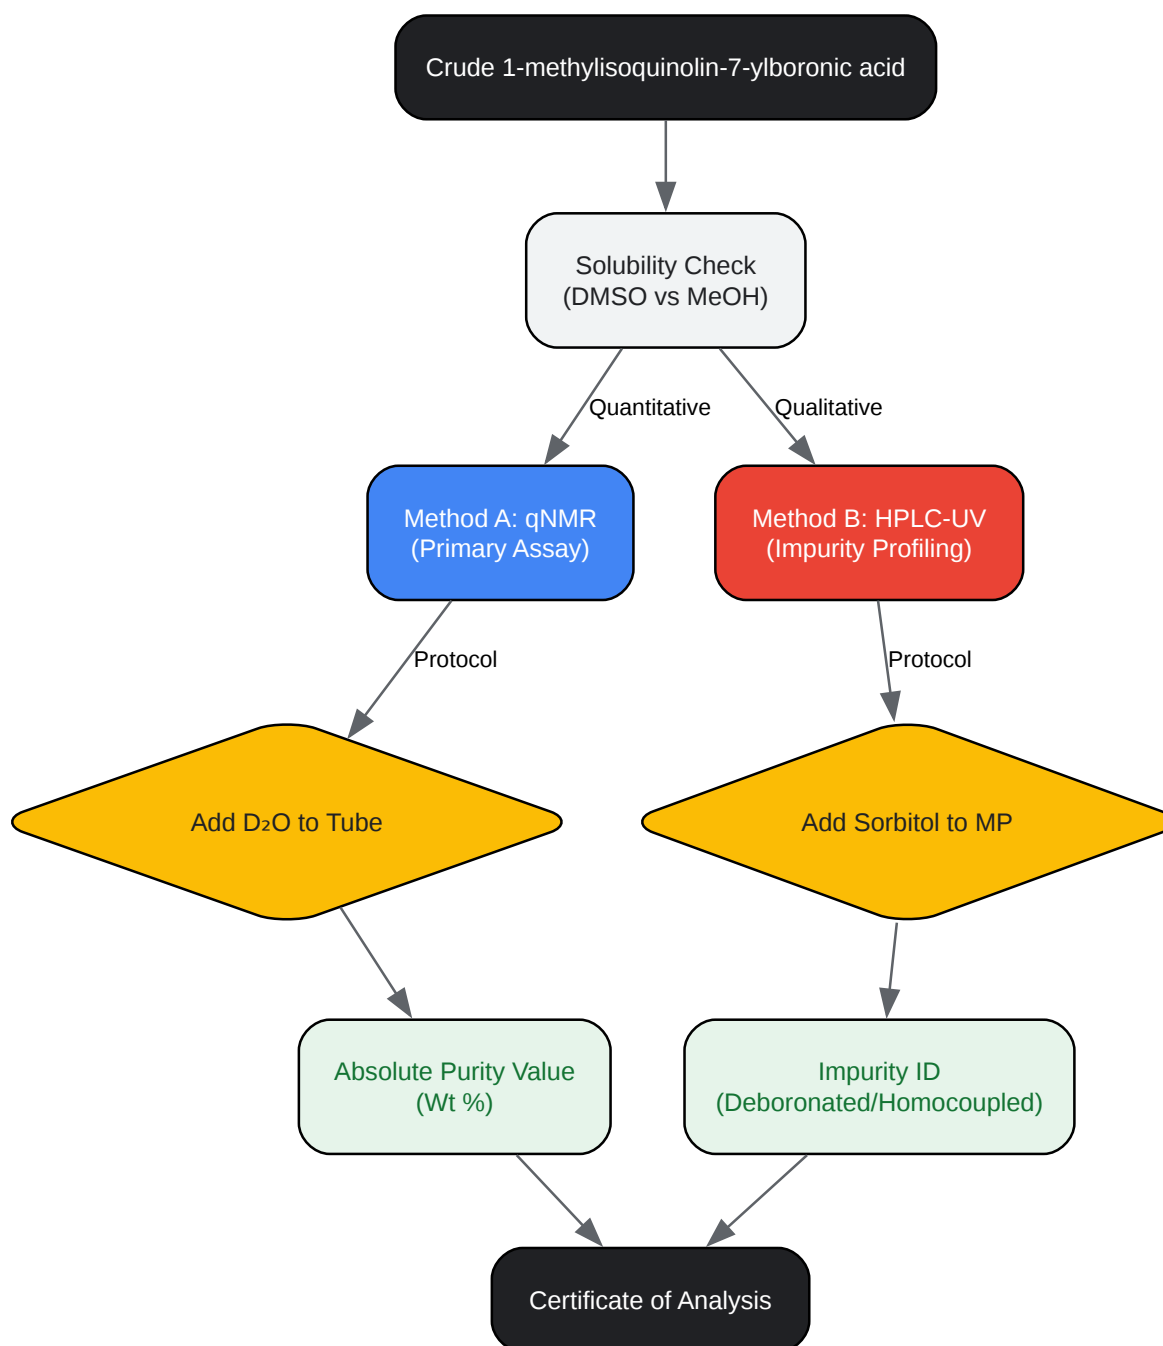 Crude 1-methylisoquinolin-7-ylboronic acid
Solubility Check
(DMSO vs MeOH)
Quantitative
Qualitative
Method A: qNMR
(Primary Assay)
Method B: HPLC-UV
(Impurity Profiling)
Protocol
Protocol
Add D₂O to Tube
Add Sorbitol to MP
Absolute Purity Value
(Wt %)
Impurity ID
(Deboronated/Homocoupled)
Certificate of Analysis